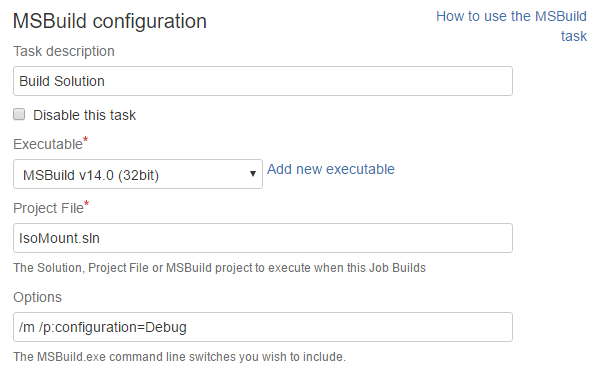 MSBuild configuration
How to use the MSBuild
task
Task description
Build Solution
Disable this task
Executable*
MSBuild v14.0 (32bit)
Add new executable
Project File*
IsoMount.sln
The Solution, Project File or MSBuild project to execute when this Job Builds
Options
/m /p:configuration=Debug
The MSBuild.exe command line switches you wish to include.